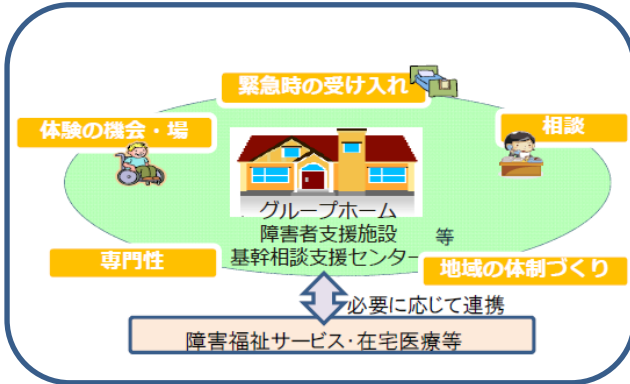 緊急時の受け入れ
体験の機会・場
相談
グループホーム
障害者支援施設
等
基幹相談支援センター
専門性
地域の体制づくり
必要に応じて連携
障害福祉サービス・在宅医療等